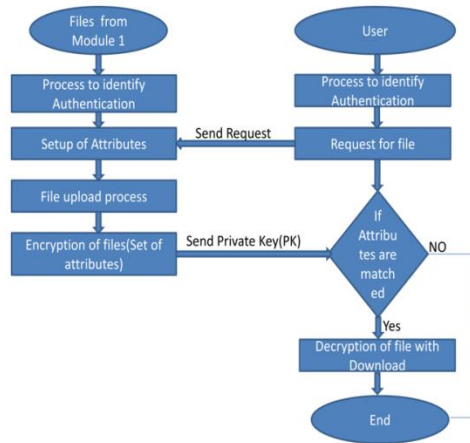 Files from
Module 1
Process to identify
Authentication
Setup of Attributes
File upload process
Encryption of files(Set of
attributes)
Send Request
Send Private Key(PK)
User
Process to identify
Authentication
Request for file
If
Attribu
tes are
match
ed
NO
Yes
Decryption of file with
Download
End